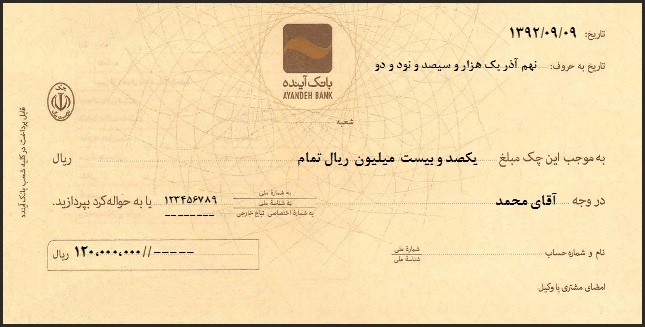 تاریخ: ۱۳۹۲/۰۹/۰۹
بانک آینده
AYANDEH BANK
تاریخ به حروف: نهم آذر یک هزار و سیصد و نود و دو
شعبه
به موجب این چک مبلغ یکصد و بیست میلیون ریال تمام ریال
در وجه آقای محمد
به شماره ملی
به شناسه ملی
به شماره اختصاصی اتباع خارجی
۱۲۳۴۵۶۷۸۹ یا به حواله‌کرد بپردازید.
--------
نام و شماره حساب
شماره ملی
شناسه ملی
۱۲۰,۰۰۰,۰۰۰//----- ریال
امضای مشتری یا وکیل
قابل پرداخت در کلیه شعب بانک آینده